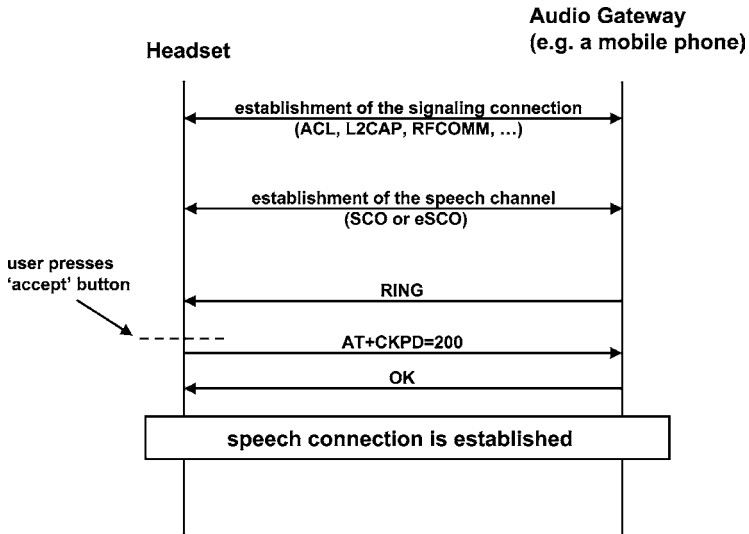 Audio Gateway
(e.g. a mobile phone)
Headset
establishment of the signaling connection
(ACL, L2CAP, RFCOMM, ...)
establishment of the speech channel
(SCO or eSCO)
user presses
‘accept’ button
RING
AT+CKPD=200
OK
speech connection is established